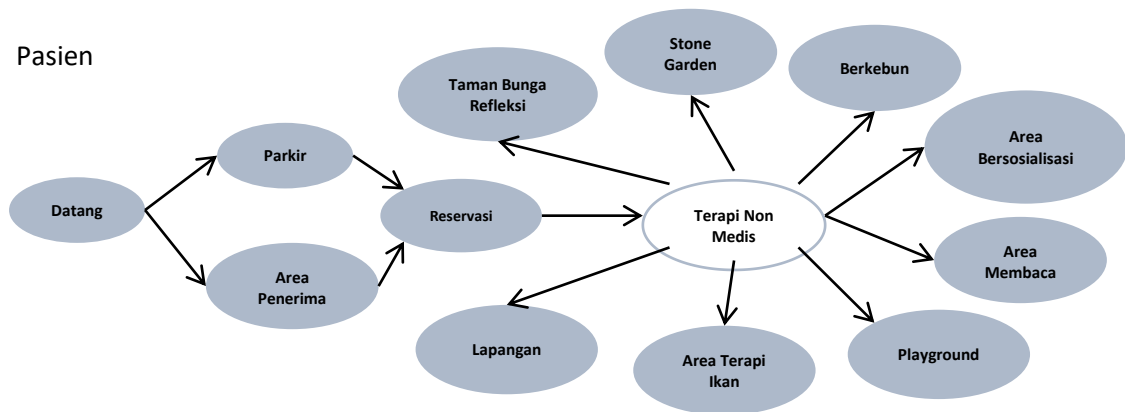 Pasien
Stone
Garden
Berkebun
Taman Bunga
Refleksi
Area
Bersosialisasi
Parkir
Datang
Reservasi
Terapi Non
Medis
Area
Membaca
Area
Penerima
Lapangan
Area Terapi
Ikan
Playground